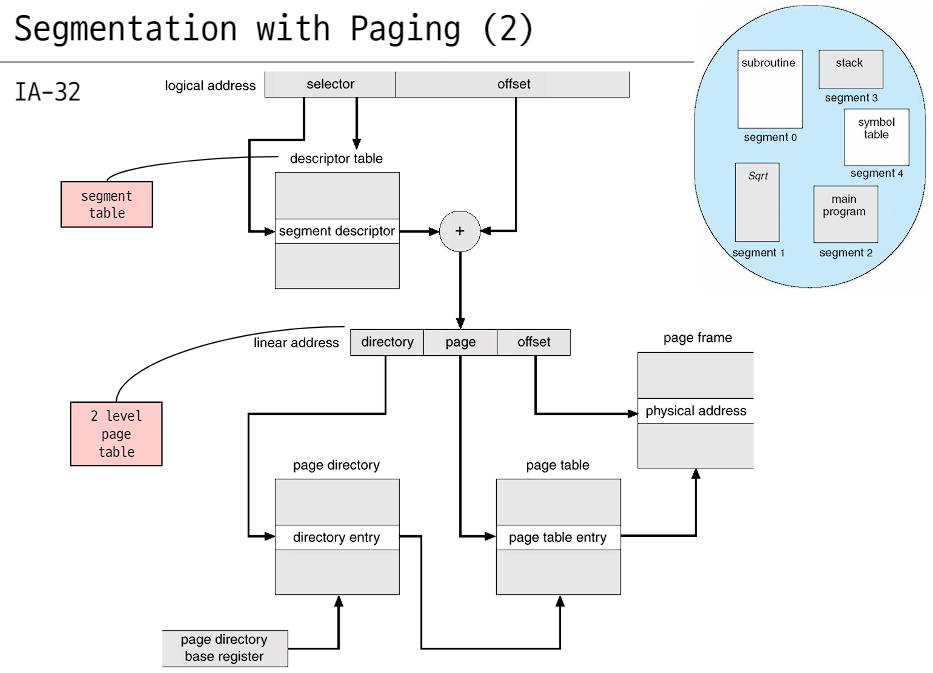 Segmentation with Paging (2)
IA-32
logical address
selector
offset
descriptor table
segment
table
segment descriptor
+
linear address
directory
page
offset
2 level
page
table
page frame
physical address
page directory
directory entry
page table
page table entry
page directory
base register
subroutine
segment 0
stack
segment 3
symbol
table
segment 4
Sqrt
segment 1
main
program
segment 2